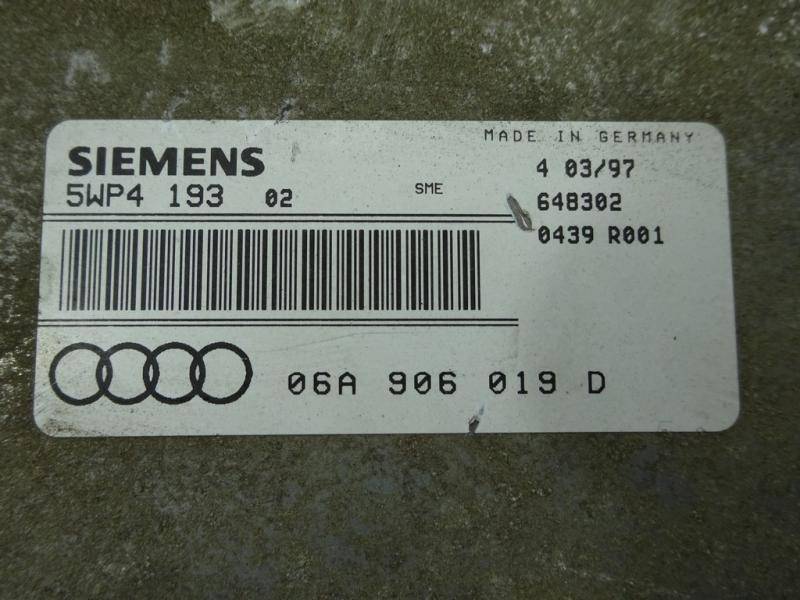 MADE IN GERMANY
SIEMENS
5WP4 193 02 SME
4 03/97
648302
0439 R001
06A 906 019 D